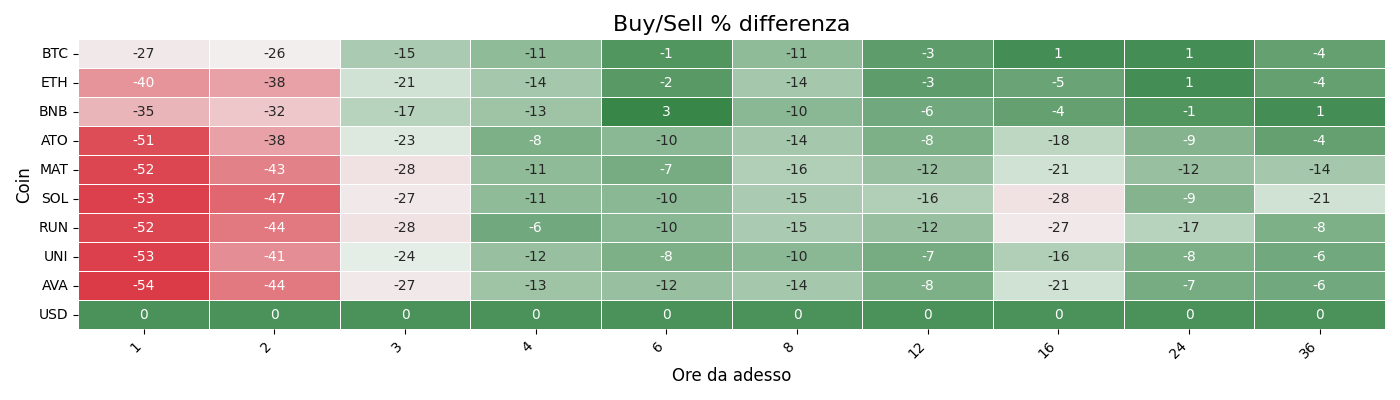 Buy/Sell % differenza
Coin
BTC -27 -26 -15 -11 -1 -11 -3 1 1 -4
ETH -40 -38 -21 -14 -2 -14 -3 -5 1 -4
BNB -35 -32 -17 -13 3 -10 -6 -4 -1 1
ATO -51 -38 -23 -8 -10 -14 -8 -18 -9 -4
MAT -52 -43 -28 -11 -7 -16 -12 -21 -12 -14
SOL -53 -47 -27 -11 -10 -15 -16 -28 -9 -21
RUN -52 -44 -28 -6 -10 -15 -12 -27 -17 -8
UNI -53 -41 -24 -12 -8 -10 -7 -16 -8 -6
AVA -54 -44 -27 -13 -12 -14 -8 -21 -7 -6
USD 0 0 0 0 0 0 0 0 0 0
1 2 3 4 6 8 12 16 24 36
Ore da adesso